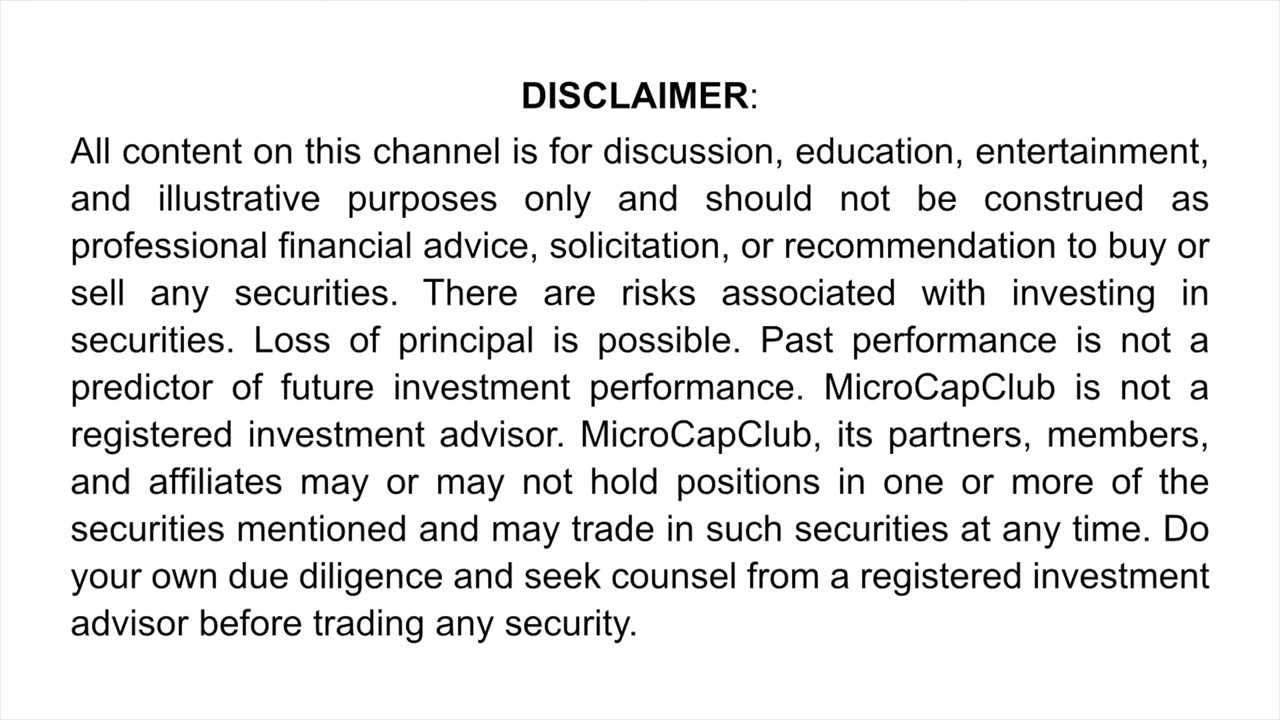 DISCLAIMER:
All content on this channel is for discussion, education, entertainment,
and illustrative purposes only and should not be construed as
professional financial advice, solicitation, or recommendation to buy or
sell any securities. There are risks associated with investing in
securities. Loss of principal is possible. Past performance is not a
predictor of future investment performance. MicroCapClub is not a
registered investment advisor. MicroCapClub, its partners, members,
and affiliates may or may not hold positions in one or more of the
securities mentioned and may trade in such securities at any time. Do
your own due diligence and seek counsel from a registered investment
advisor before trading any security.